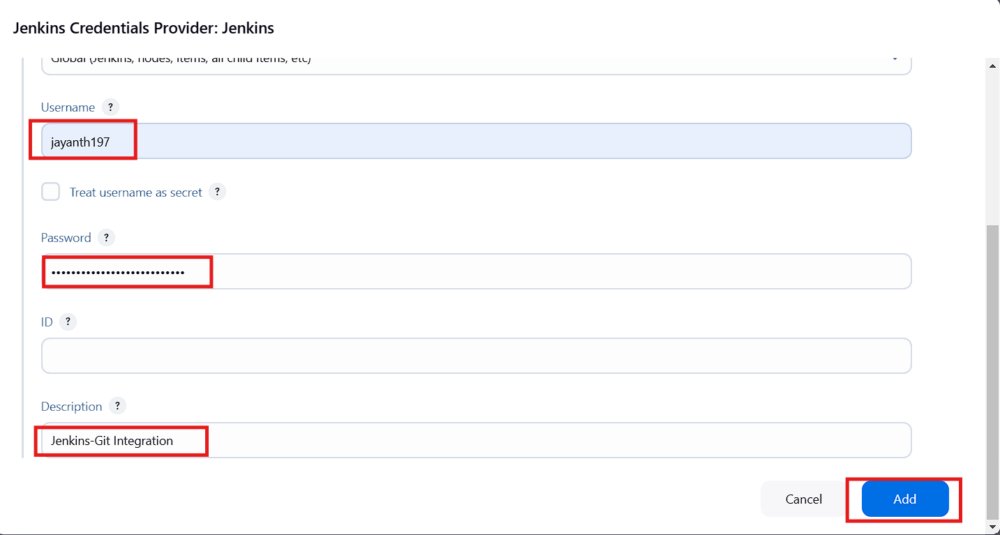 Jenkins Credentials Provider: Jenkins
Global (Jenkins, nodes, items, all child items, etc)
Username ?
jayanth197
Treat username as secret ?
Password ?
•••••••••••••••••••••••••••
ID ?
Description ?
Jenkins-Git Integration
Cancel
Add